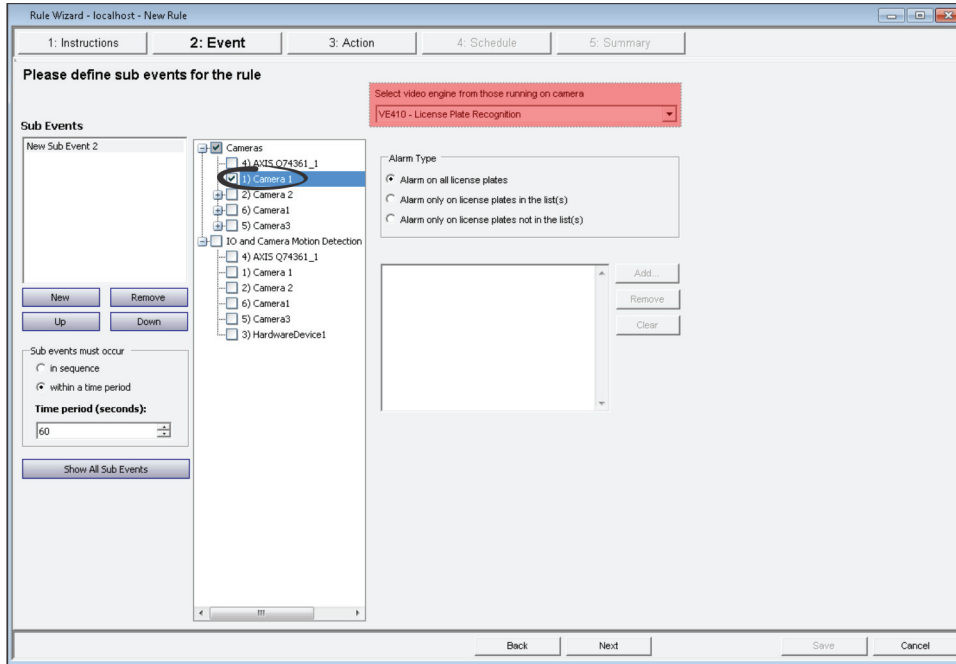 Rule Wizard - localhost - New Rule
1: Instructions
2: Event
3: Action
4: Schedule
5: Summary
Please define sub events for the rule
Select video engine from those running on camera
VE410 - License Plate Recognition
Sub Events
New Sub Event 2
New
Remove
Up
Down
Sub events must occur
in sequence
within a time period
Time period (seconds):
60
Show All Sub Events
Cameras
4) AXIS Q74361_1
1) Camera 1
2) Camera 2
6) Camera1
5) Camera3
IO and Camera Motion Detection
4) AXIS Q74361_1
1) Camera 1
2) Camera 2
6) Camera1
5) Camera3
3) HardwareDevice1
Alarm Type
Alarm on all license plates
Alarm only on license plates in the list(s)
Alarm only on license plates not in the list(s)
Add...
Remove
Clear
Back
Next
Save
Cancel